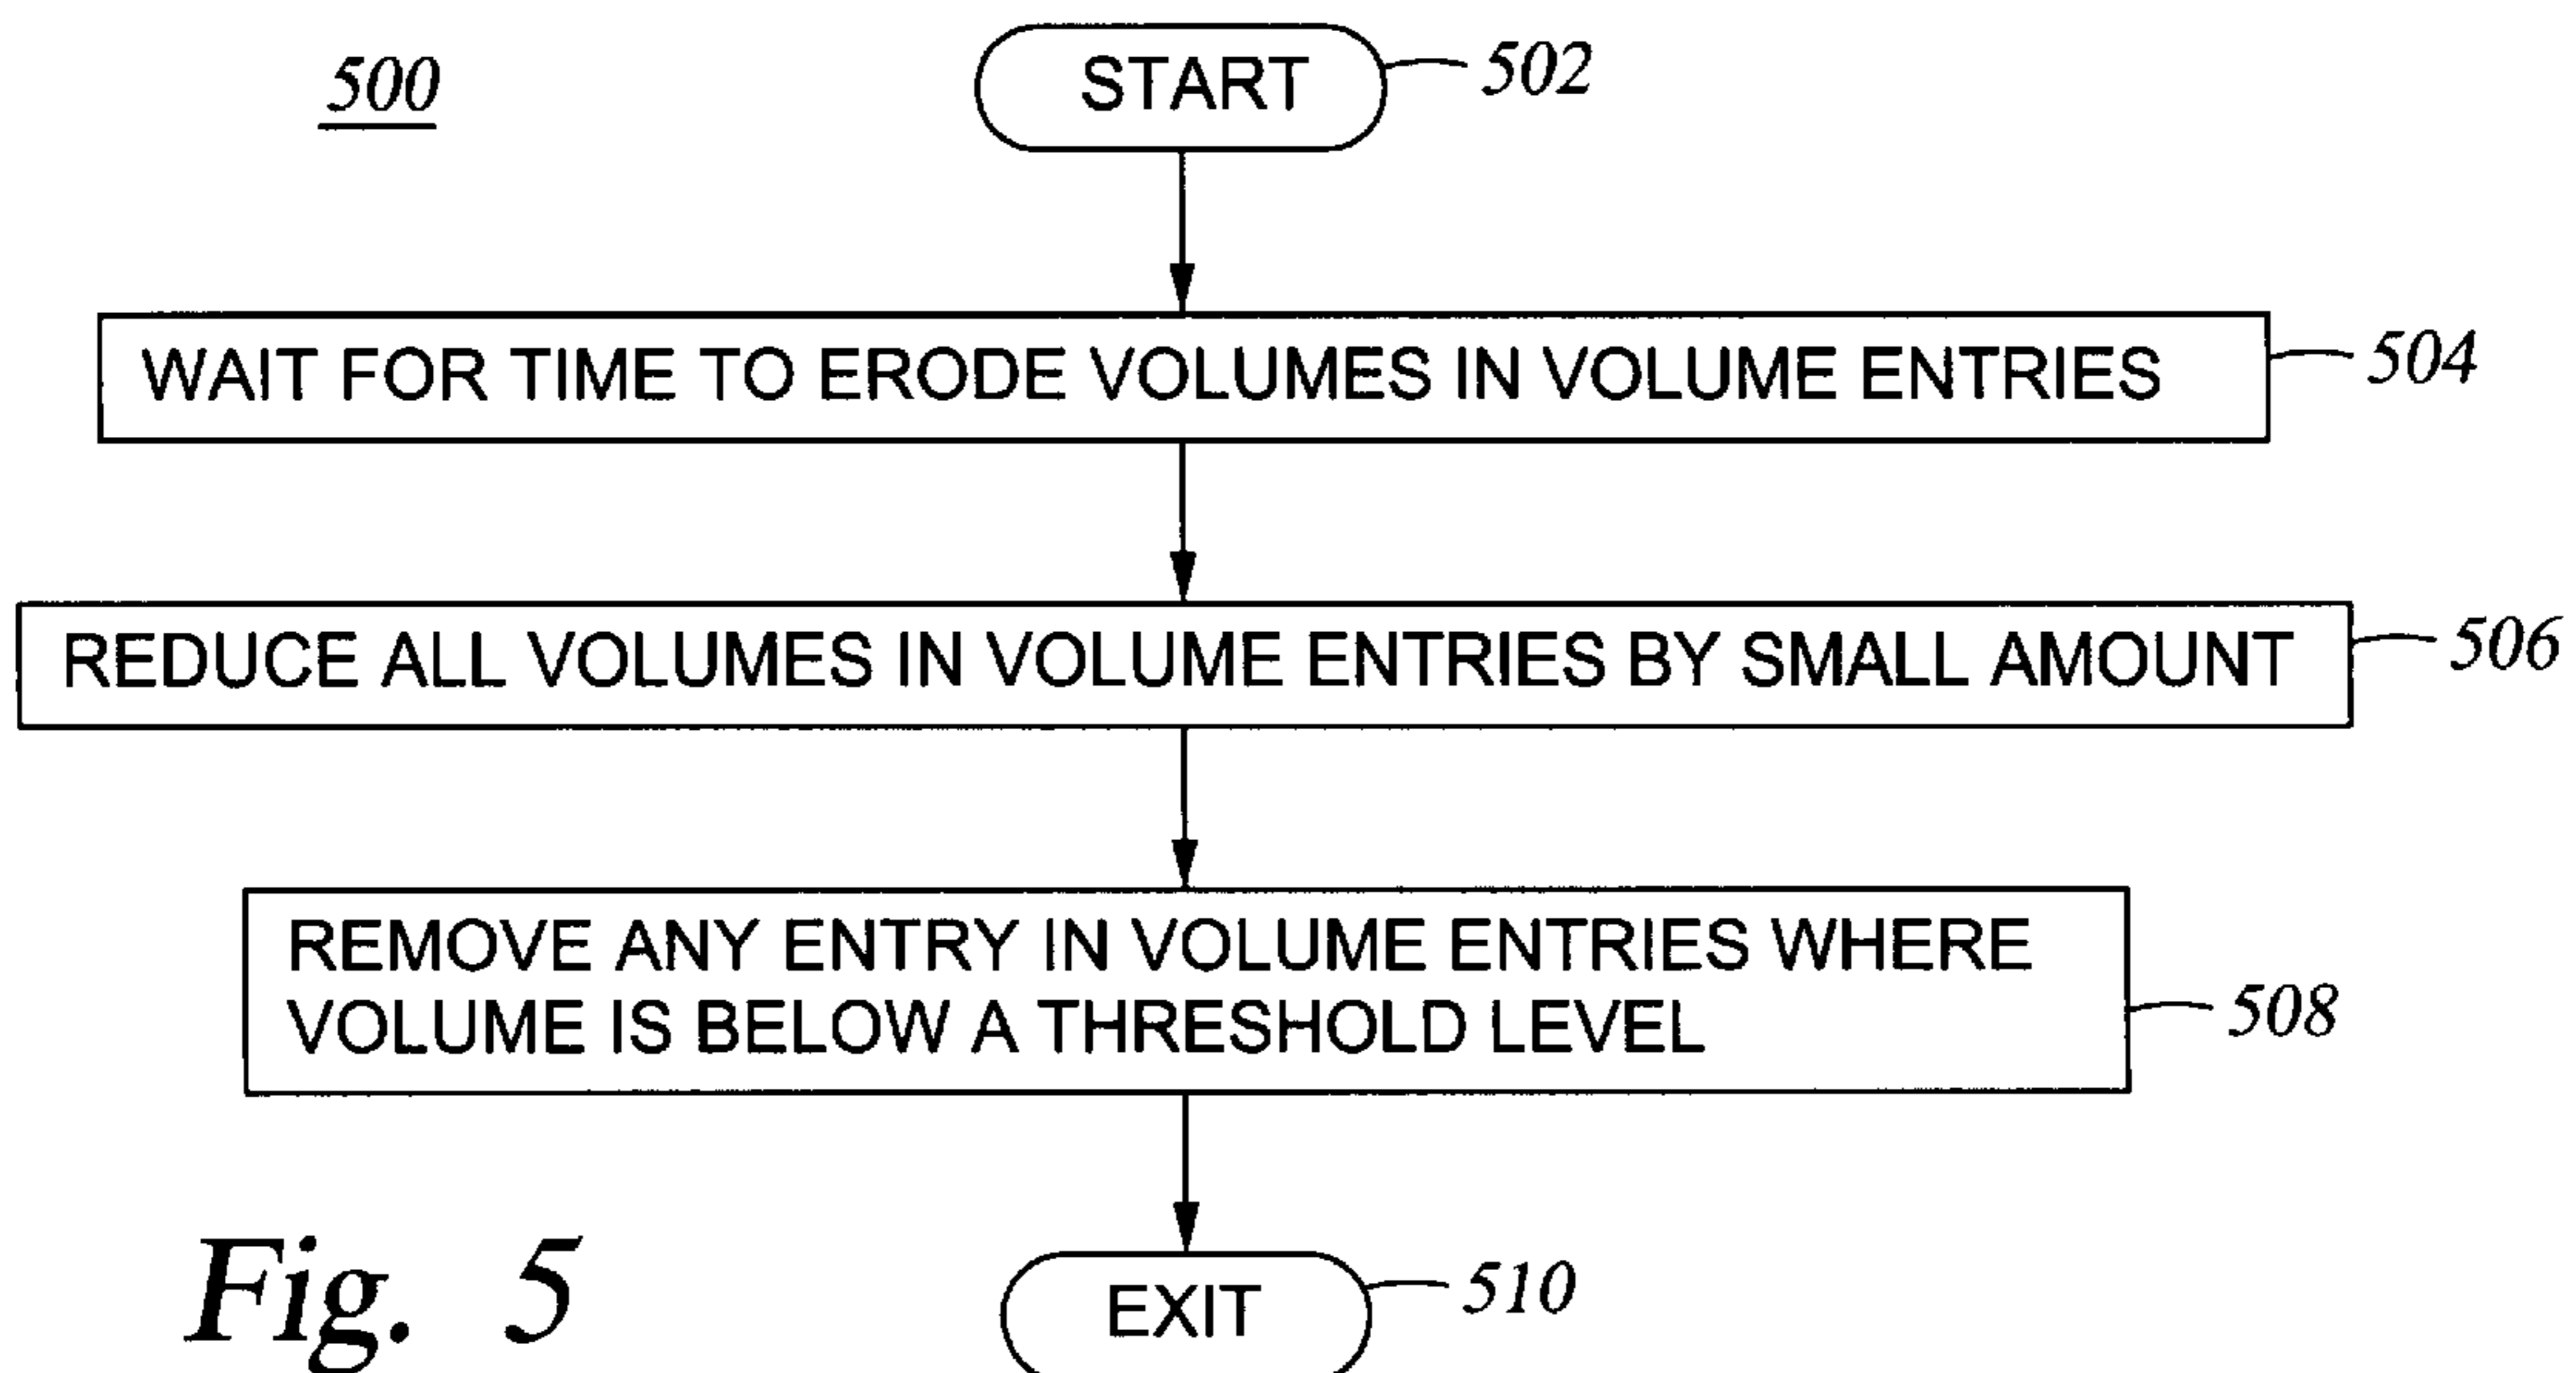 500
START
502
WAIT FOR TIME TO ERODE VOLUMES IN VOLUME ENTRIES
504
REDUCE ALL VOLUMES IN VOLUME ENTRIES BY SMALL AMOUNT
506
REMOVE ANY ENTRY IN VOLUME ENTRIES WHERE
VOLUME IS BELOW A THRESHOLD LEVEL
508
EXIT
510
Fig. 5